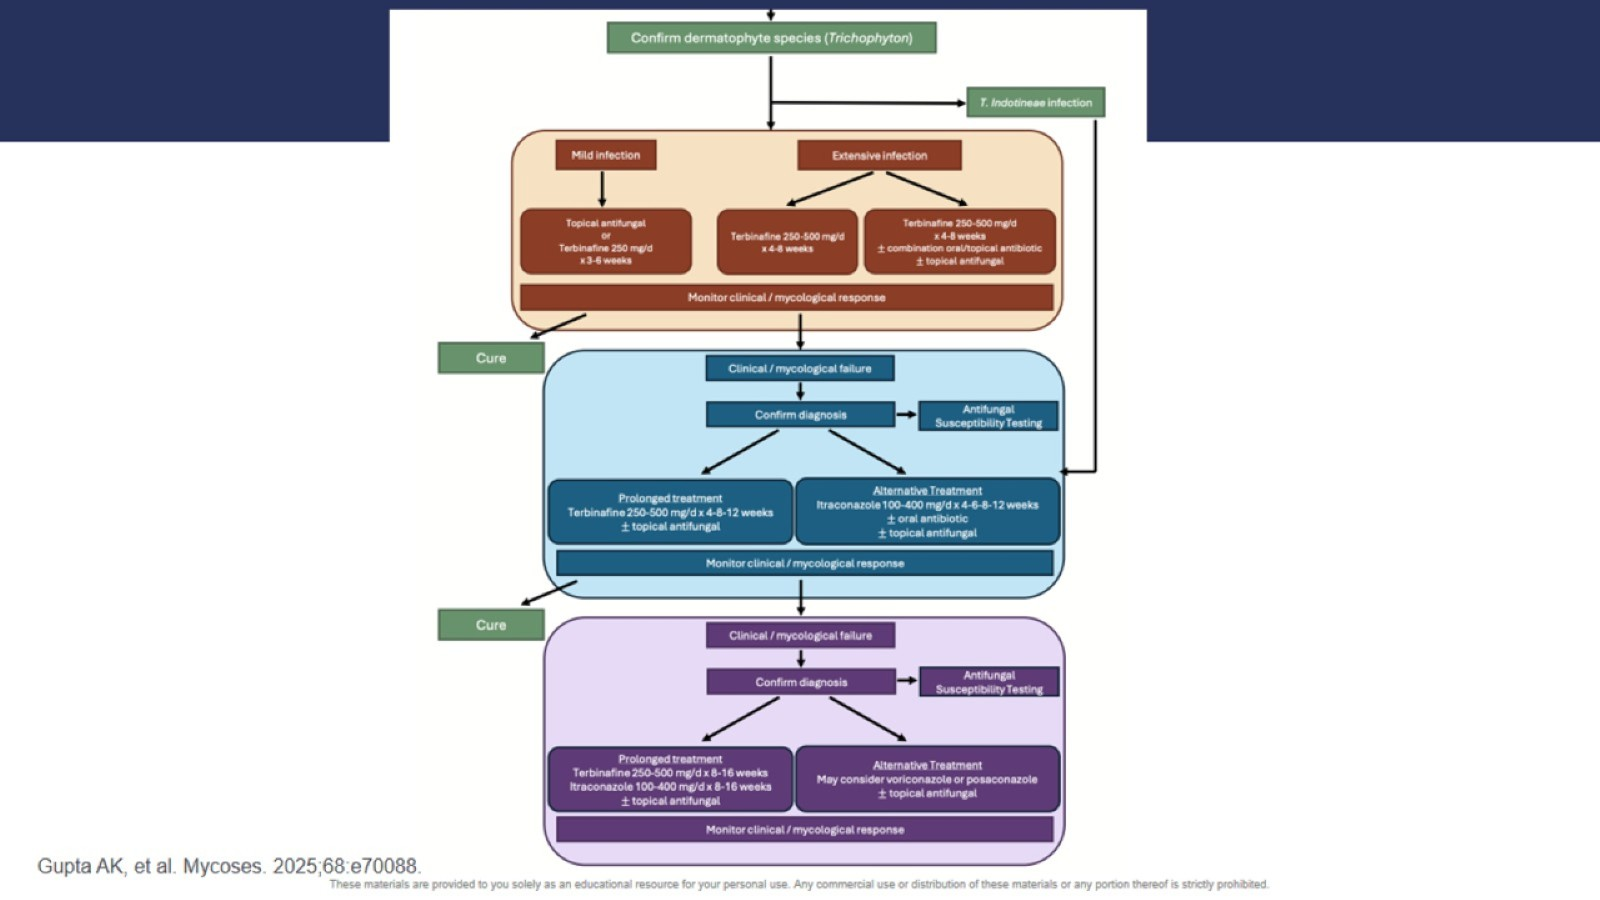 Confirm dermatophyte species (Trichophyton)
T. Indotineae infection
Mild infection
Extensive infection
Topical antifungal
or
Terbinafine 250 mg/d
x 3-6 weeks
Terbinafine 250-500 mg/d
x 4-8 weeks
Terbinafine 250-500 mg/d
x 4-8 weeks
± combination oral/topical antibiotic
± topical antifungal
Monitor clinical / mycological response
Cure
Clinical / mycological failure
Confirm diagnosis
Antifungal
Susceptibility Testing
Prolonged treatment
Terbinafine 250-500 mg/d x 4-8-12 weeks
± topical antifungal
Alternative Treatment
Itraconazole 100-400 mg/d x 4-6-8-12 weeks
± oral antibiotic
± topical antifungal
Monitor clinical / mycological response
Cure
Clinical / mycological failure
Confirm diagnosis
Antifungal
Susceptibility Testing
Prolonged treatment
Terbinafine 250-500 mg/d x 8-16 weeks
Itraconazole 100-400 mg/d x 8-16 weeks
± topical antifungal
Alternative Treatment
May consider voriconazole or posaconazole
± topical antifungal
Monitor clinical / mycological response
Gupta AK, et al. Mycoses. 2025;68:e70088.
These materials are provided to you solely as an educational resource for your personal use. Any commercial use or distribution of these materials or any portion thereof is strictly prohibited.